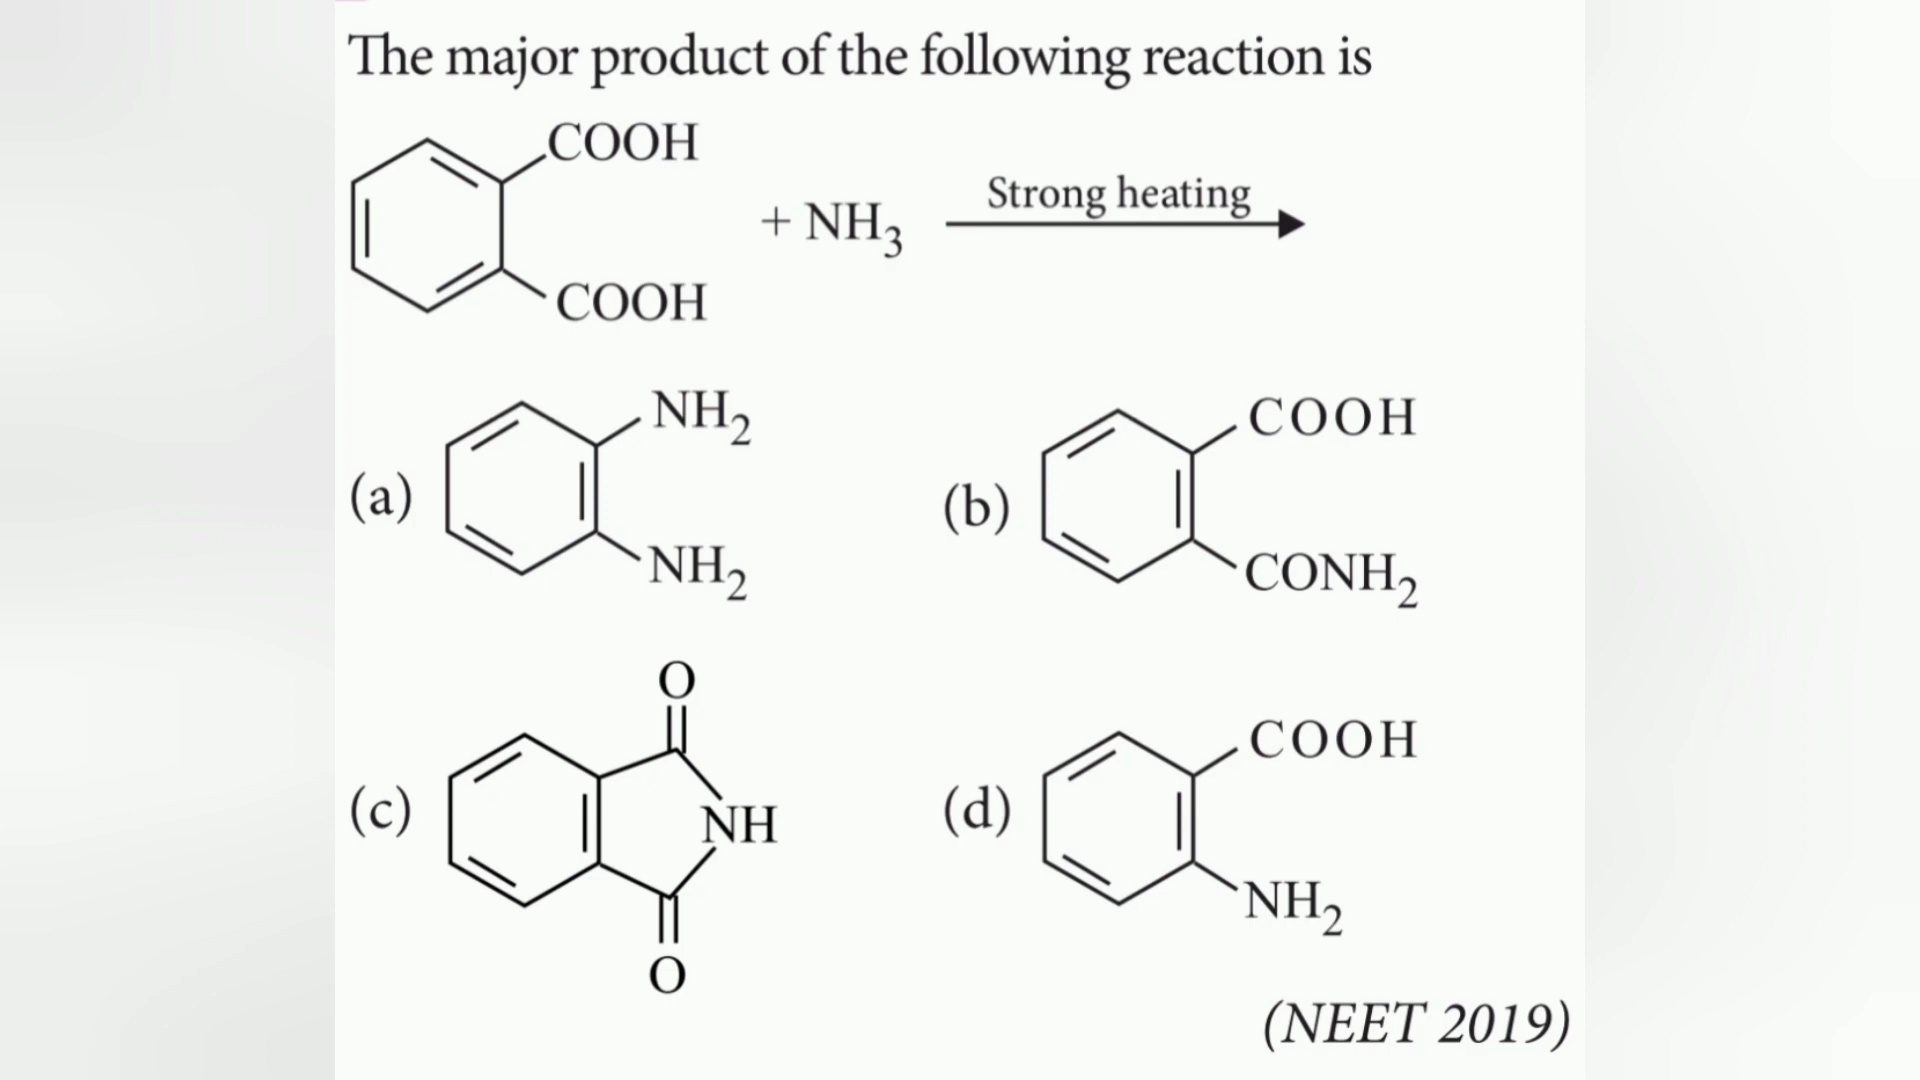 The major product of the following reaction is
COOH
+ NH₃ Strong heating
COOH
(a) NH₂
NH₂
(b) COOH
CONH₂
(c) O
NH
O
(d) COOH
NH₂
(NEET 2019)